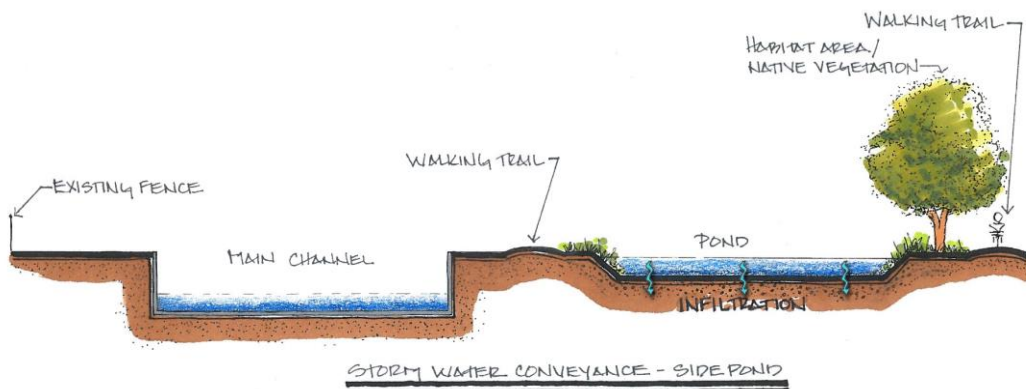 WALKING TRAIL
HABITAT AREA/
NATIVE VEGETATION
WALKING TRAIL
EXISTING FENCE
MAIN CHANNEL
POND
INFILTRATION
STORM WATER CONVEYANCE - SIDE POND